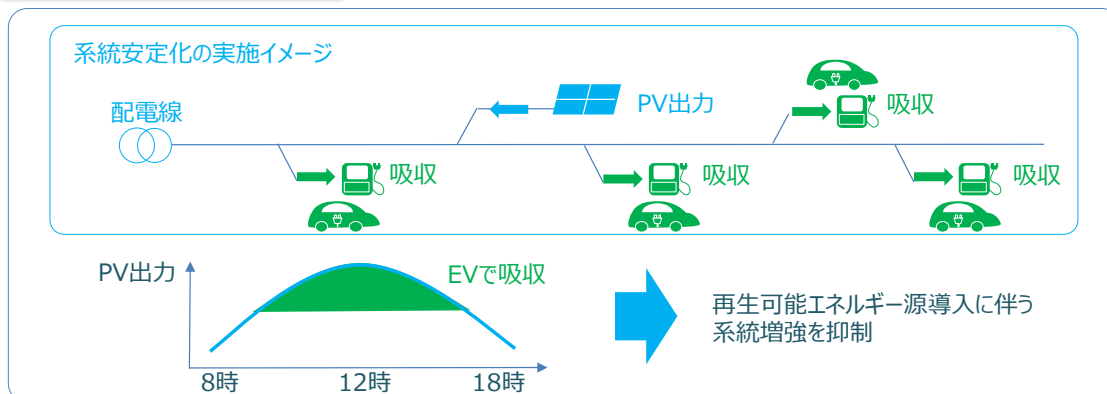 系統安定化の実施イメージ
配電線
PV出力
吸収
吸収
吸収
吸収
PV出力
EVで吸収
8時
12時
18時
再生可能エネルギー源導入に伴う
系統増強を抑制